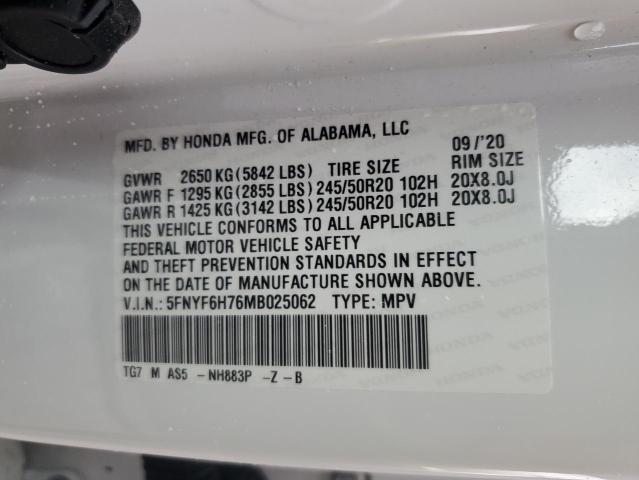 MFD. BY HONDA MFG. OF ALABAMA, LLC 09/'20
GVWR 2650 KG(5842 LBS) TIRE SIZE RIM SIZE
GAWR F 1295 KG(2855 LBS)245/50R20 102H 20X8.0J
GAWR R 1425 KG(3142 LBS)245/50R20 102H 20X8.0J
THIS VEHICLE CONFORMS TO ALL APPLICABLE
FEDERAL MOTOR VEHICLE SAFETY
AND THEFT PREVENTION STANDARDS IN EFFECT
ON THE DATE OF MANUFACTURE SHOWN ABOVE.
V.I.N.: 5FNYF6H76MB025062 TYPE: MPV
TG7 M AS5 -NH883P -Z-B